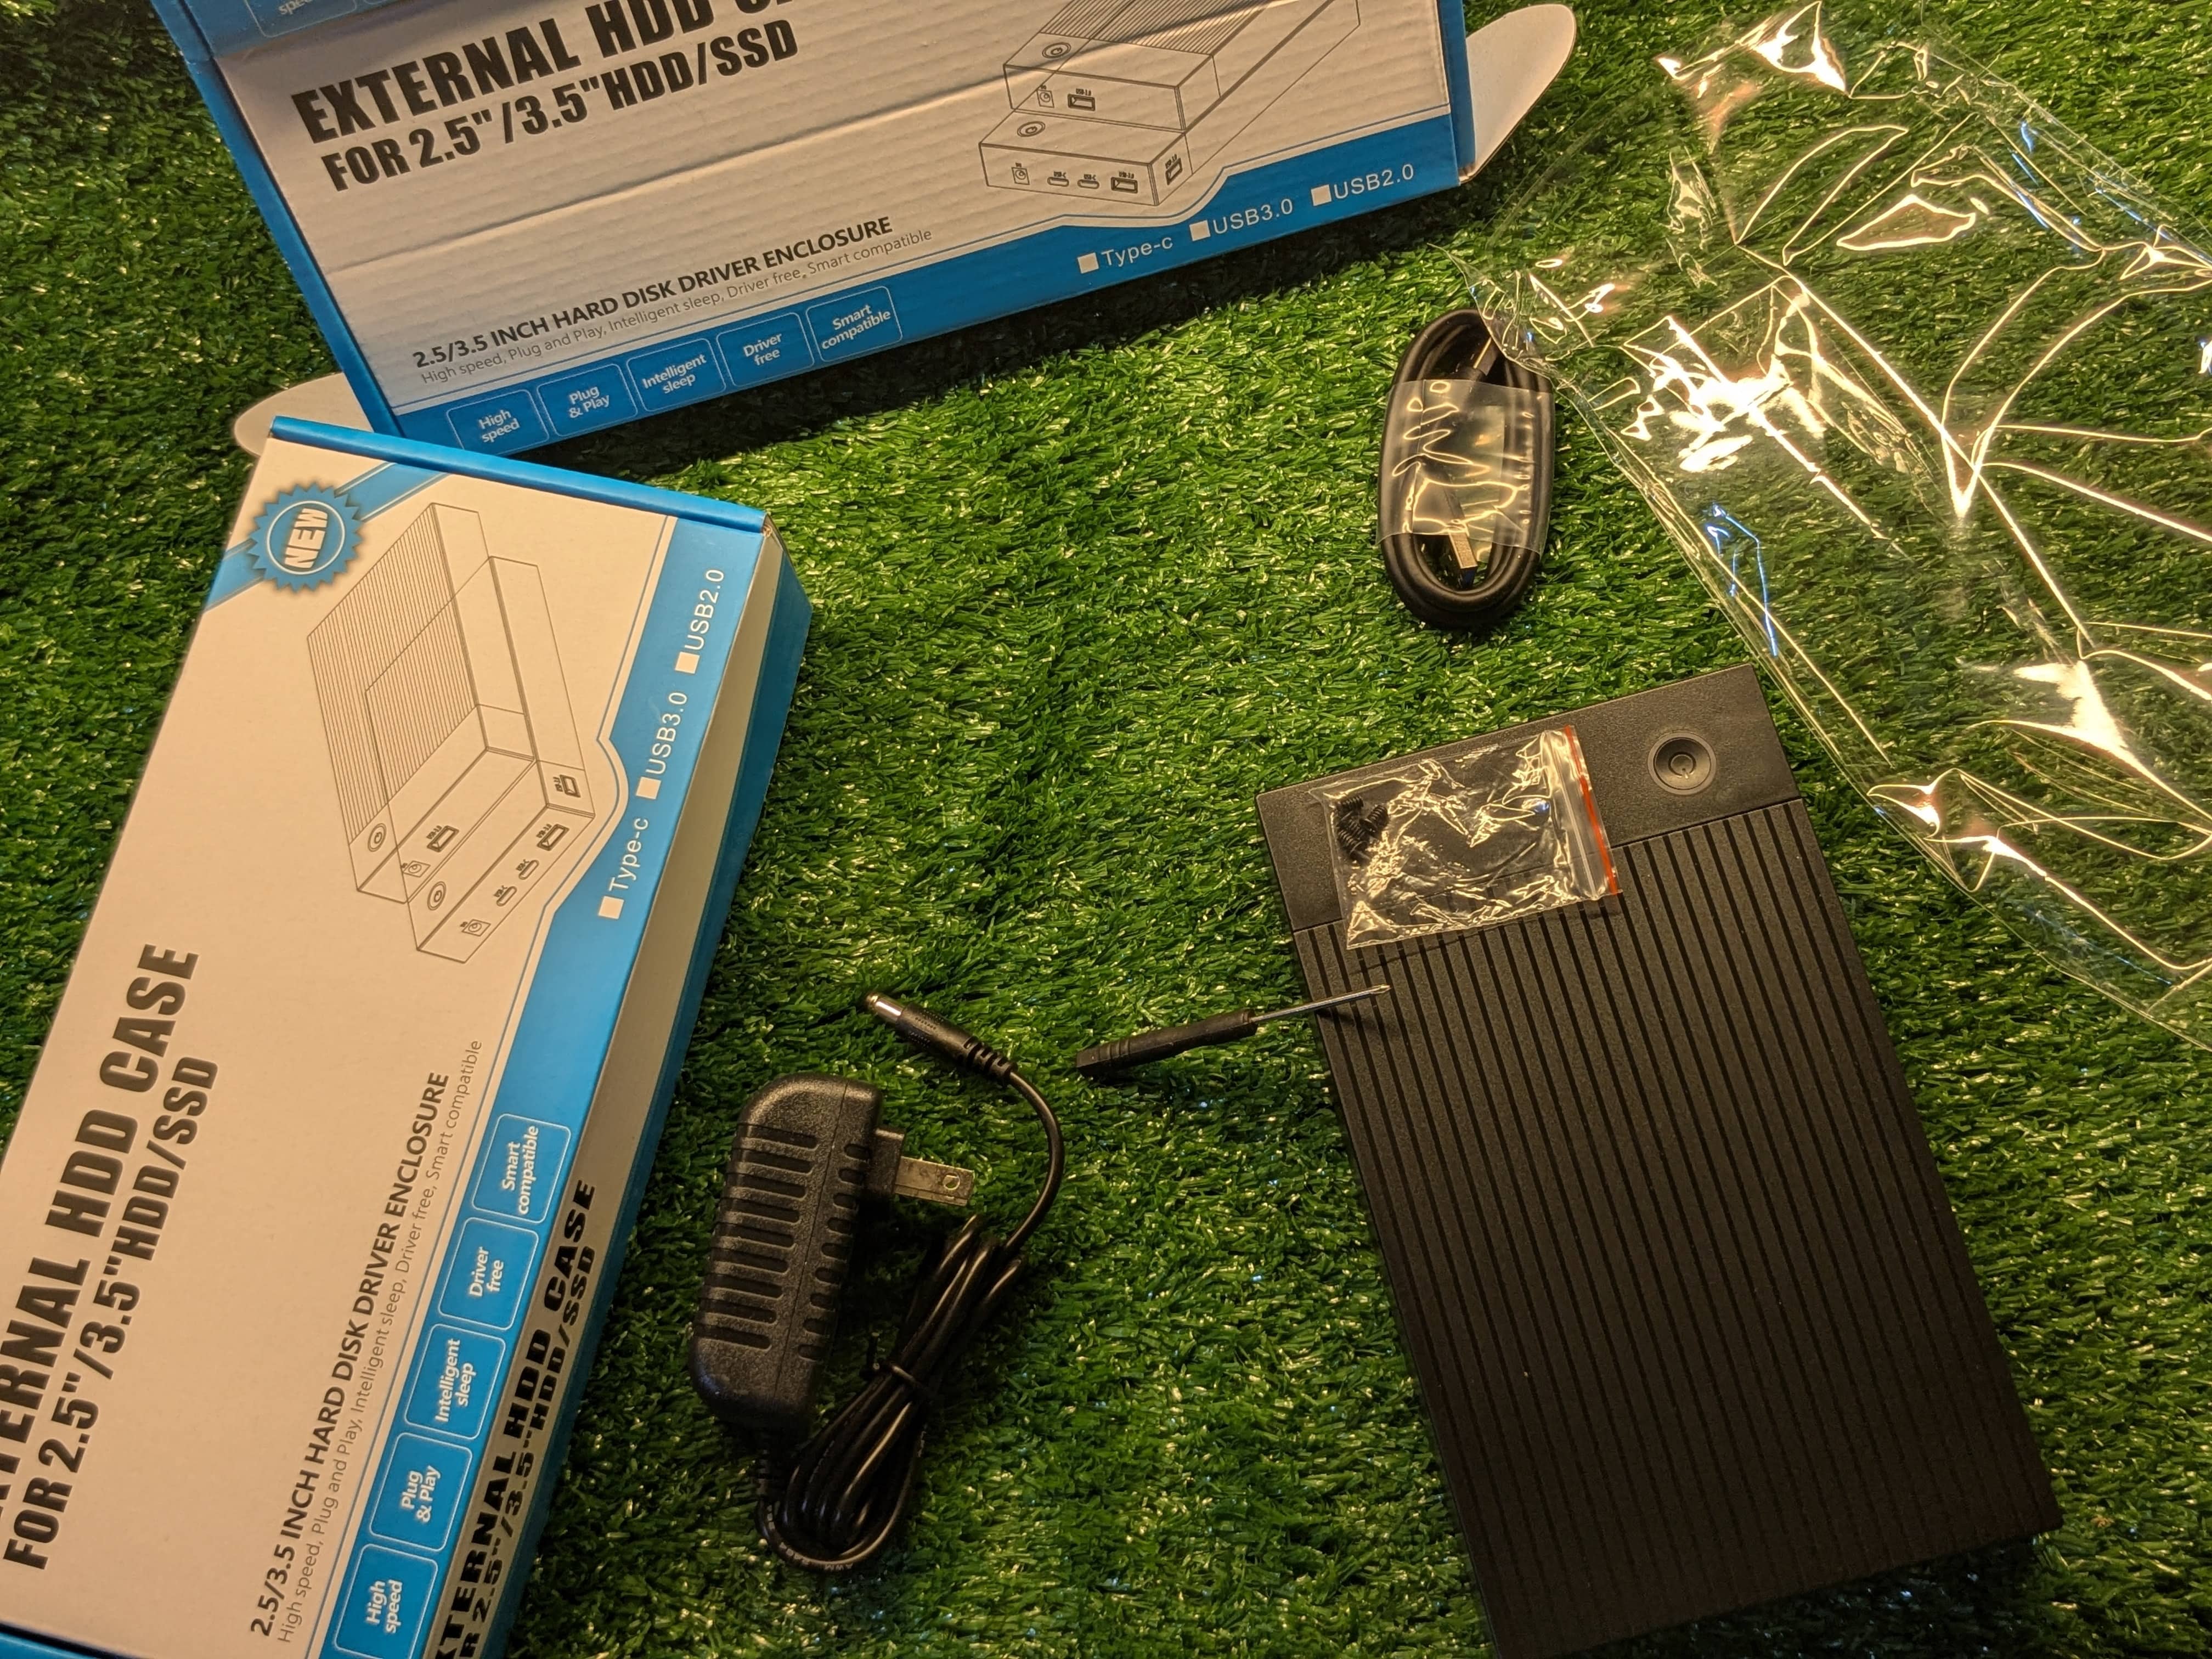 EXTERNAL HDD
FOR 2.5"/3.5"HDD/SSD
2.5/3.5 INCH HARD DISK DRIVER ENCLOSURE
High speed, Plug and Play, Intelligent sleep, Driver free, Smart compatible
High speed
Plug & Play
Intelligent sleep
Driver free
Smart compatible
Type-c
USB3.0
USB2.0
NEW
EXTERNAL HDD CASE
FOR 2.5"/3.5"HDD/SSD
2.5/3.5 INCH HARD DISK DRIVER ENCLOSURE
High speed, Plug and Play, Intelligent sleep, Driver free, Smart compatible
High speed
Plug & Play
Intelligent sleep
Driver free
Smart compatible
Type-c
USB3.0
USB2.0
EXTERNAL HDD CASE
FOR 2.5"/3.5"HDD/SSD